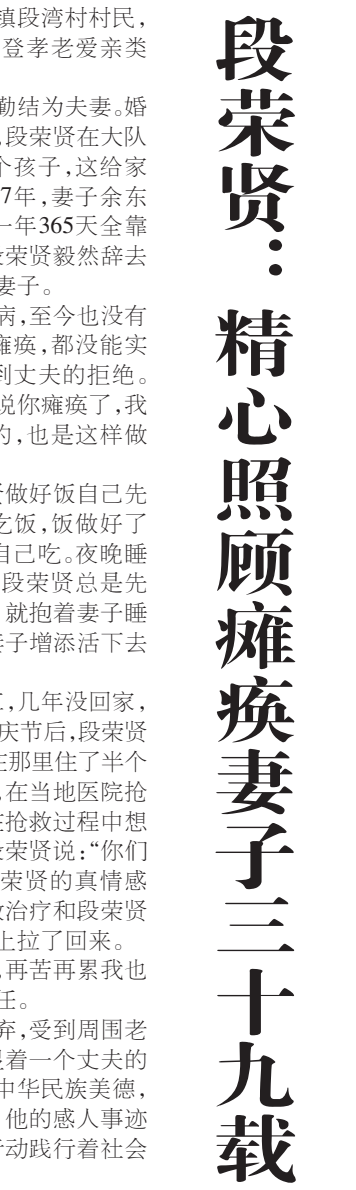 段荣贤：精心照顾瘫痪妻子三十九载
镇段湾村村民，
登孝老爱亲类
勤结为夫妻。婚
，段荣贤在大队
个孩子，这给家
7年，妻子余东
一年365天全靠
段荣贤毅然辞去
妻子。
病，至今也没有
瘫痪，都没能实
到丈夫的拒绝。
说你瘫痪了，我
的，也是这样做
做好饭自己先
吃饭，饭做好了
自己吃。夜晚睡
段荣贤总是先
就抱着妻子睡
妻子增添活下去
，几年没回家，
庆节后，段荣贤
在那里住了半个
，在当地医院抢
在抢救过程中想
段荣贤说：“你们
荣贤的真情感
治疗和段荣贤
上拉了回来。
，再苦再累我也
任。
弃，受到周围老
着一个丈夫的
中华民族美德，
他的感人事迹
行动践行着社会